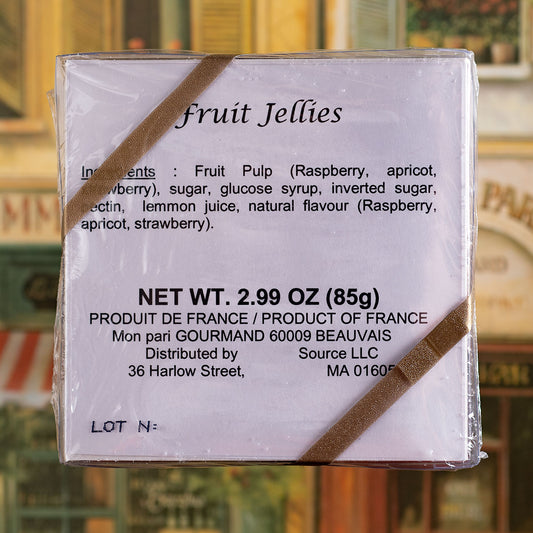 Fruit Jellies
Ingredients : Fruit Pulp (Raspberry, apricot,
strawberry), sugar, glucose syrup, inverted sugar,
pectin, lemmon juice, natural flavour (Raspberry,
apricot, strawberry).
NET WT. 2.99 OZ (85g)
PRODUIT DE FRANCE / PRODUCT OF FRANCE
Mon pari GOURMAND 60009 BEAUVAIS
Distributed by Source LLC
36 Harlow Street, MA 01605
LOT N:
PAR